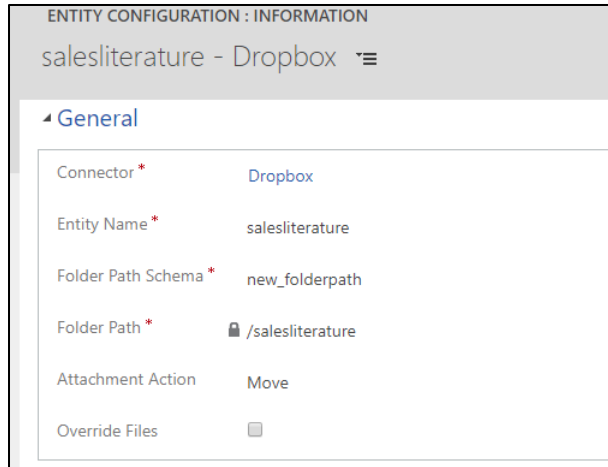 ENTITY CONFIGURATION : INFORMATION
salesliterature - Dropbox
General
Connector* Dropbox
Entity Name* salesliterature
Folder Path Schema* new_folderpath
Folder Path* /salesliterature
Attachment Action Move
Override Files